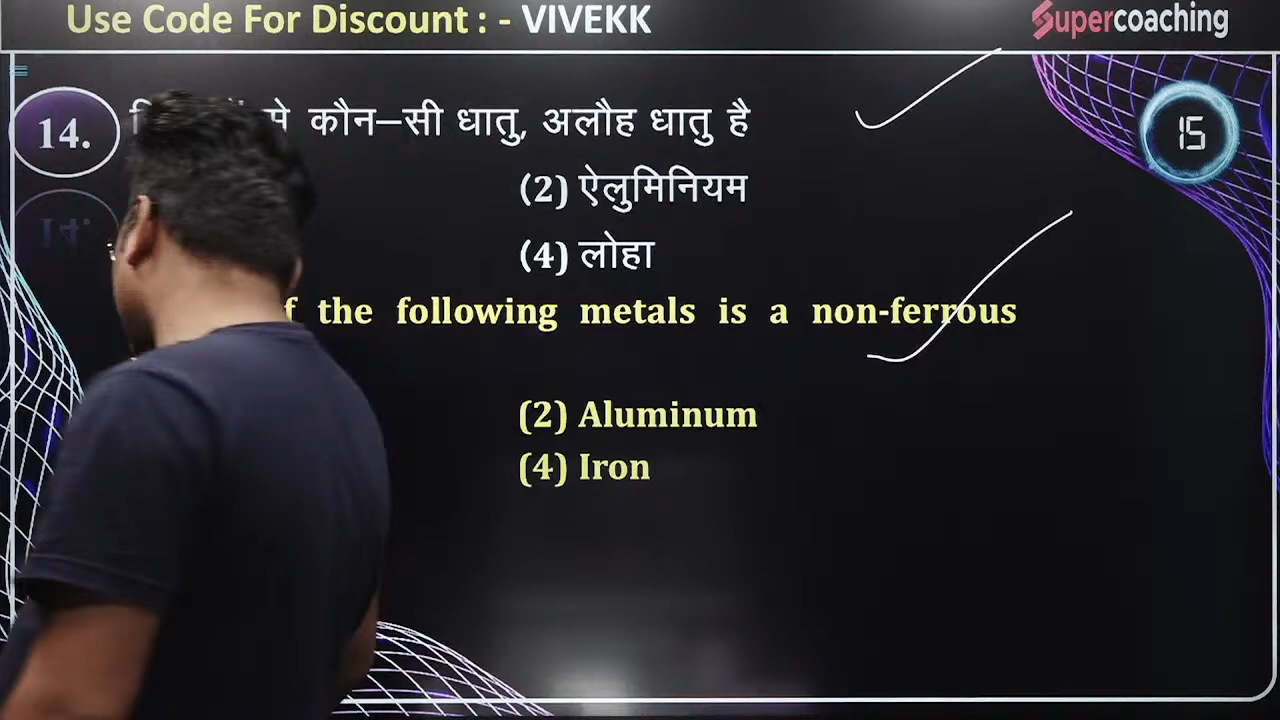 Use Code For Discount : - VIVEKK
Supercoaching
14. से कौन–सी धातु, अलौह धातु है
15
(2) ऐलुमिनियम
(4) लोहा
the following metals is a non-ferrous
(2) Aluminum
(4) Iron